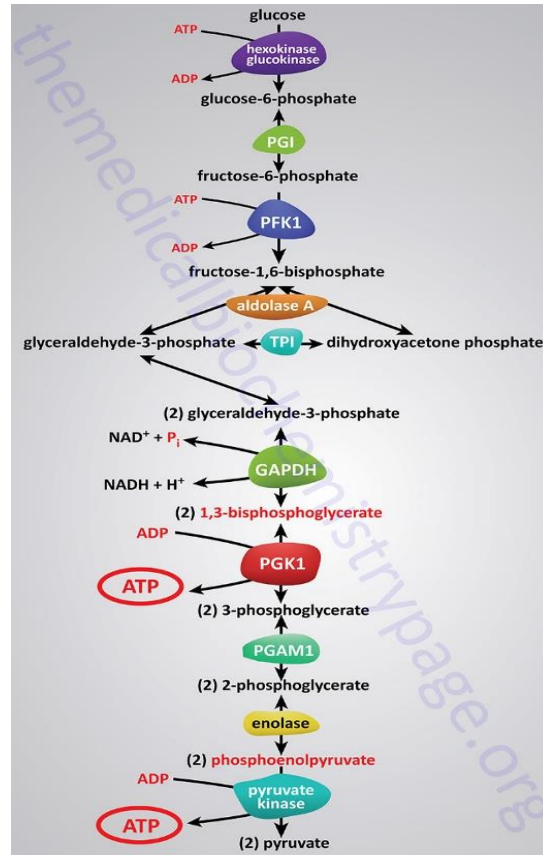 glucose
ATP
hexokinase
glucokinase
ADP
glucose-6-phosphate
PGI
fructose-6-phosphate
ATP
PFK1
ADP
fructose-1,6-bisphosphate
aldolase A
glyceraldehyde-3-phosphate
TPI
dihydroxyacetone phosphate
(2) glyceraldehyde-3-phosphate
NAD⁺ + Pᵢ
GAPDH
NADH + H⁺
(2) 1,3-bisphosphoglycerate
ADP
PGK1
ATP
(2) 3-phosphoglycerate
PGAM1
(2) 2-phosphoglycerate
enolase
(2) phosphoenolpyruvate
ADP
pyruvate
kinase
ATP
(2) pyruvate
themedicalbiochemistrypage.org